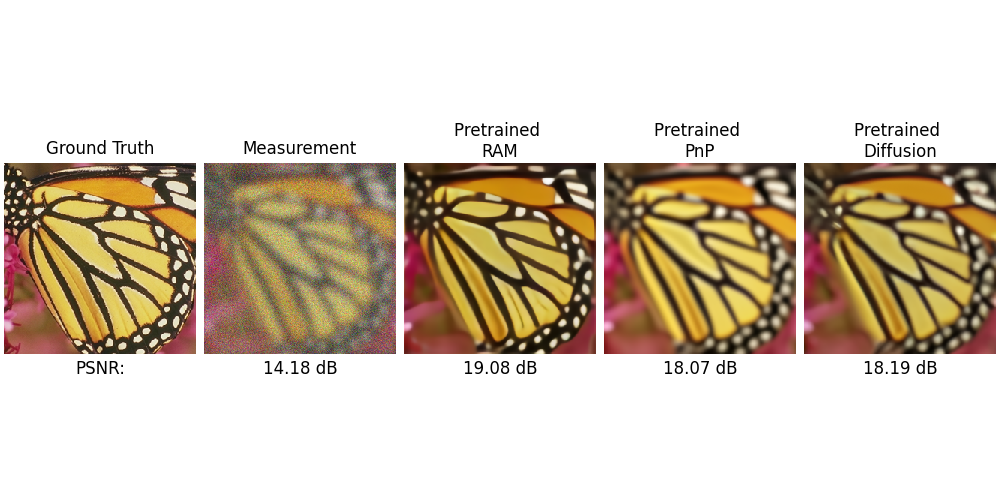 Ground Truth
Measurement
Pretrained
RAM
Pretrained
PnP
Pretrained
Diffusion
PSNR:
14.18 dB
19.08 dB
18.07 dB
18.19 dB